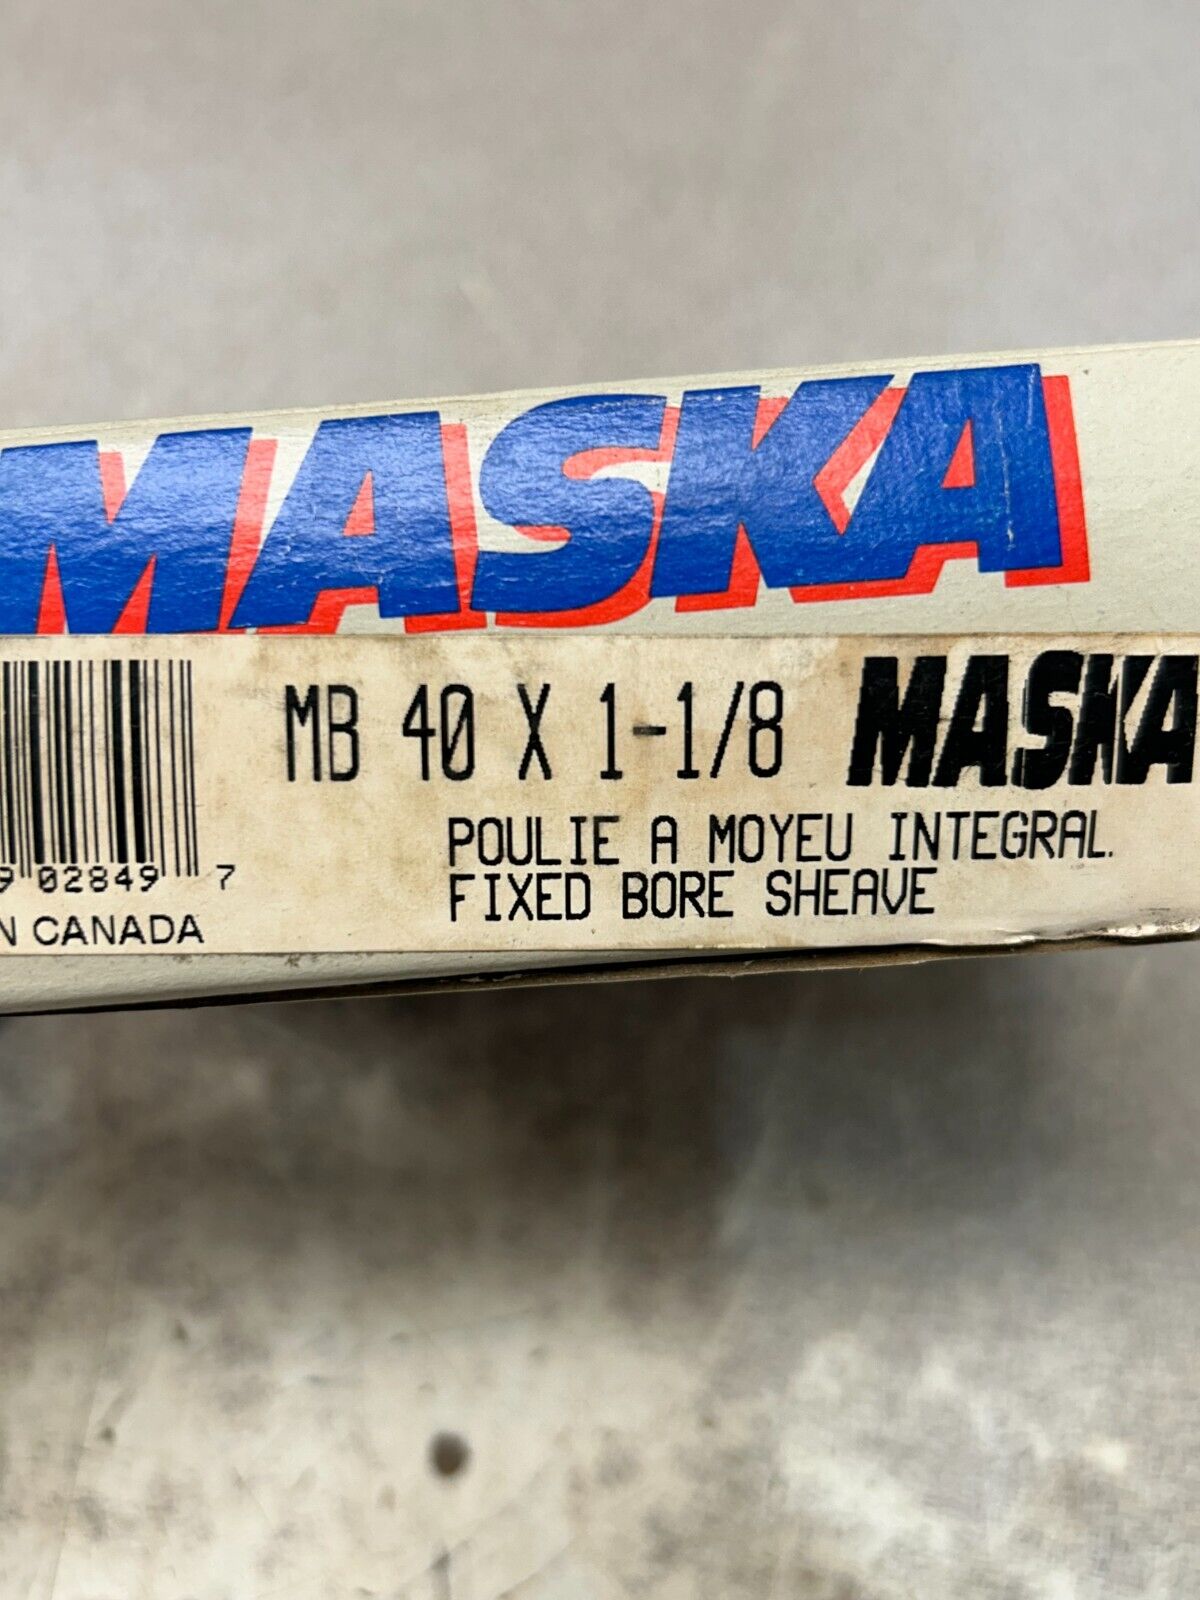 MASKA
MB 40 X 1-1/8 MASKA
POULIE A MOYEU INTEGRAL.
FIXED BORE SHEAVE
9 02849 7
N CANADA